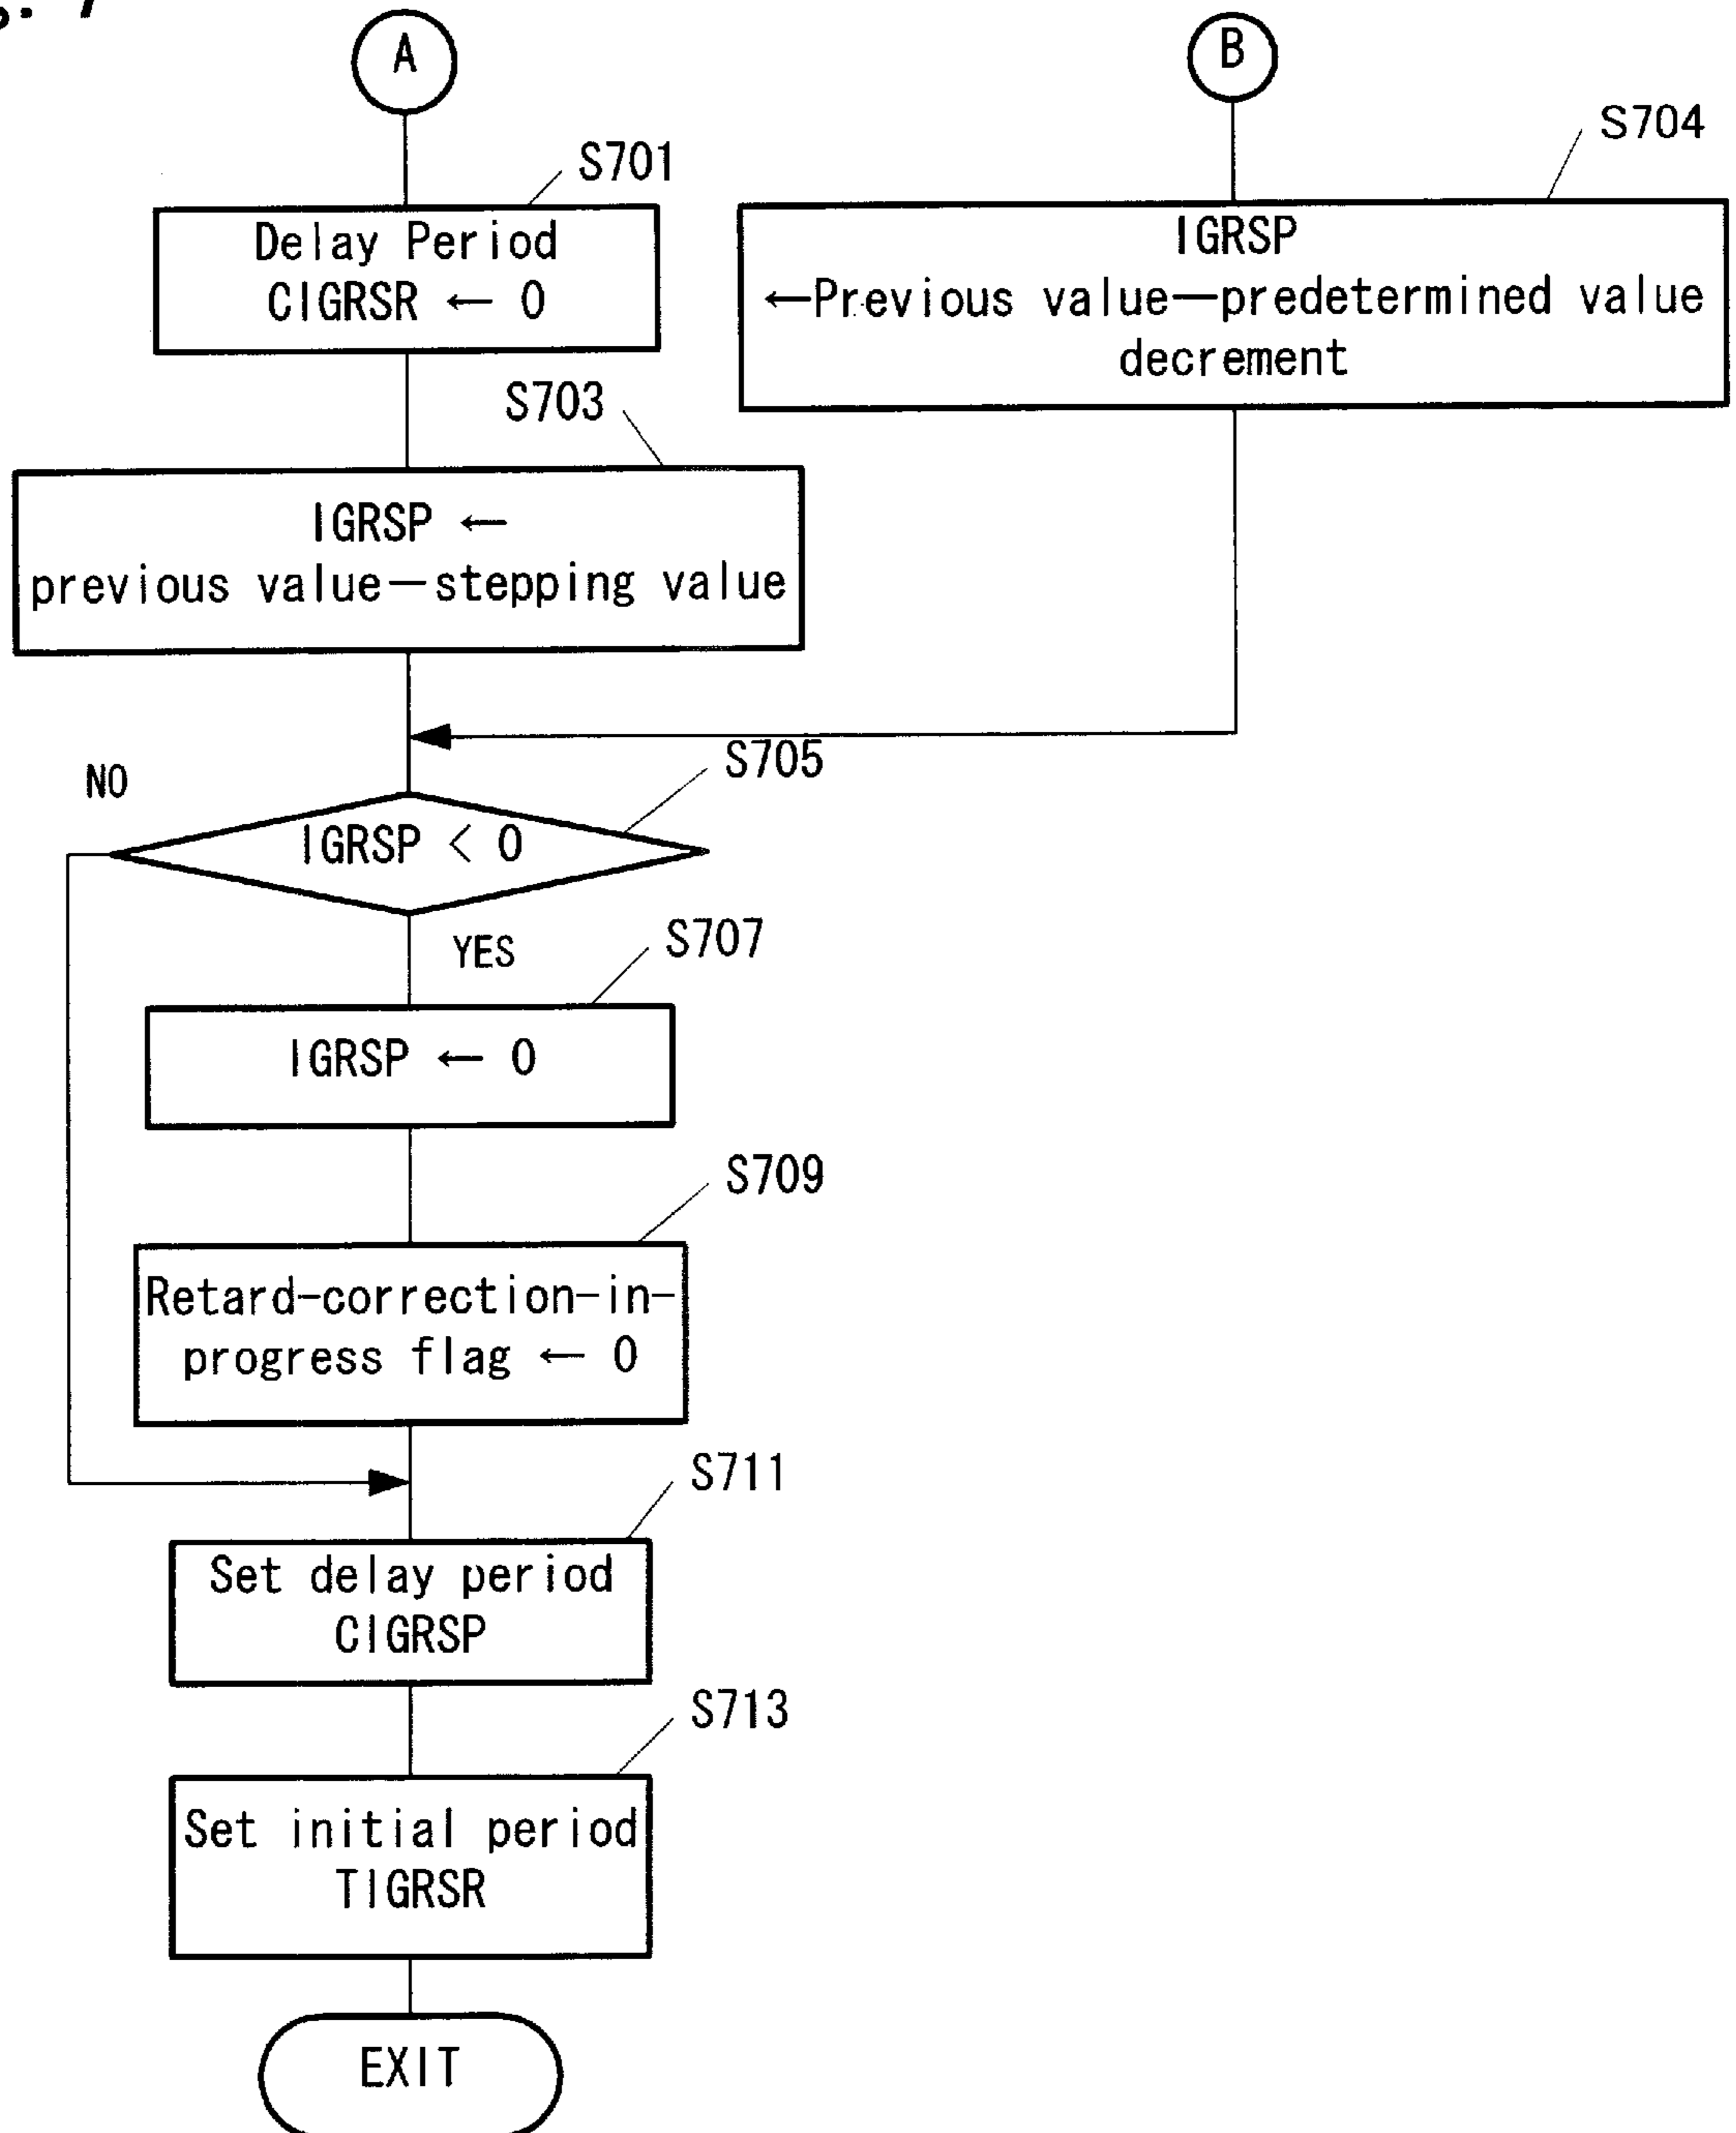 7
A
B
S701
S704
Delay Period
CIGRSR ← 0
IGRSP
←Previous value—predetermined value
decrement
S703
IGRSP ←
previous value—stepping value
S705
NO
IGRSP < 0
YES
S707
IGRSP ← 0
S709
Retard-correction-in-
progress flag ← 0
S711
Set delay period
CIGRSP
S713
Set initial period
TIGRSR
EXIT